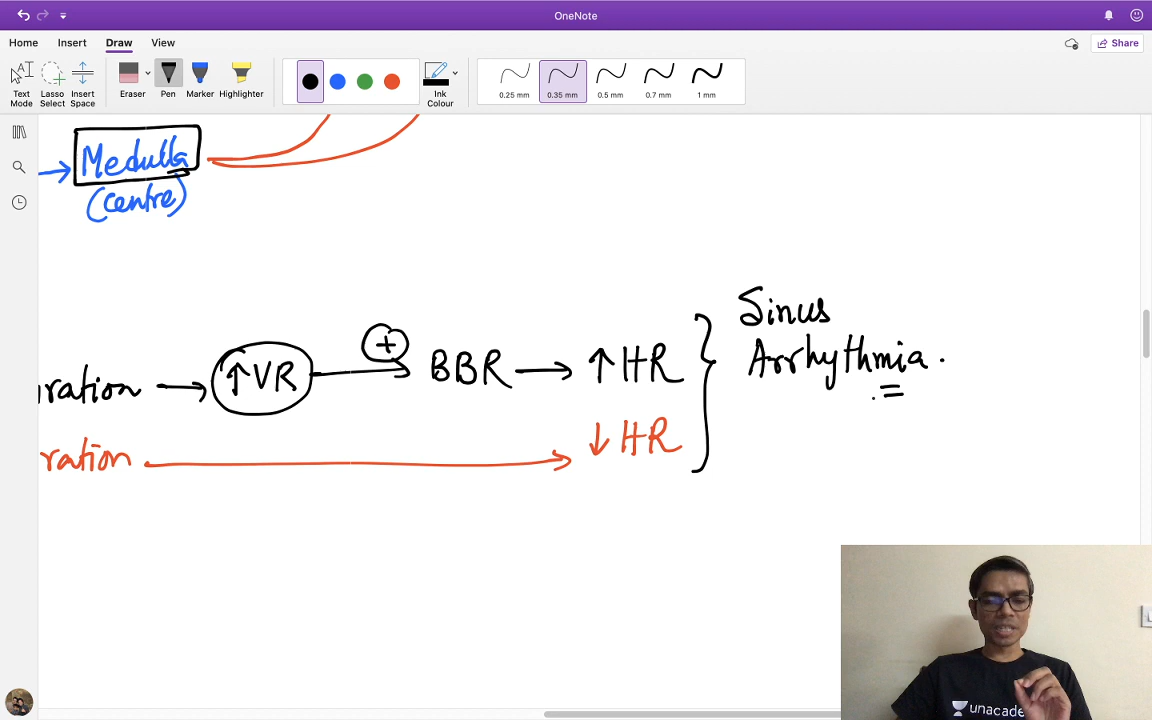 OneNote
Home Insert Draw View
Share
Text Mode
Lasso Select
Insert Space
Eraser
Pen
Marker
Highlighter
Ink Colour
0.25 mm
0.35 mm
0.5 mm
0.7 mm
1 mm
Medulla
(centre)
ration → ↑VR + → BBR → ↑HR
ration → ↓HR
Sinus
Arrhythmia.
unacade